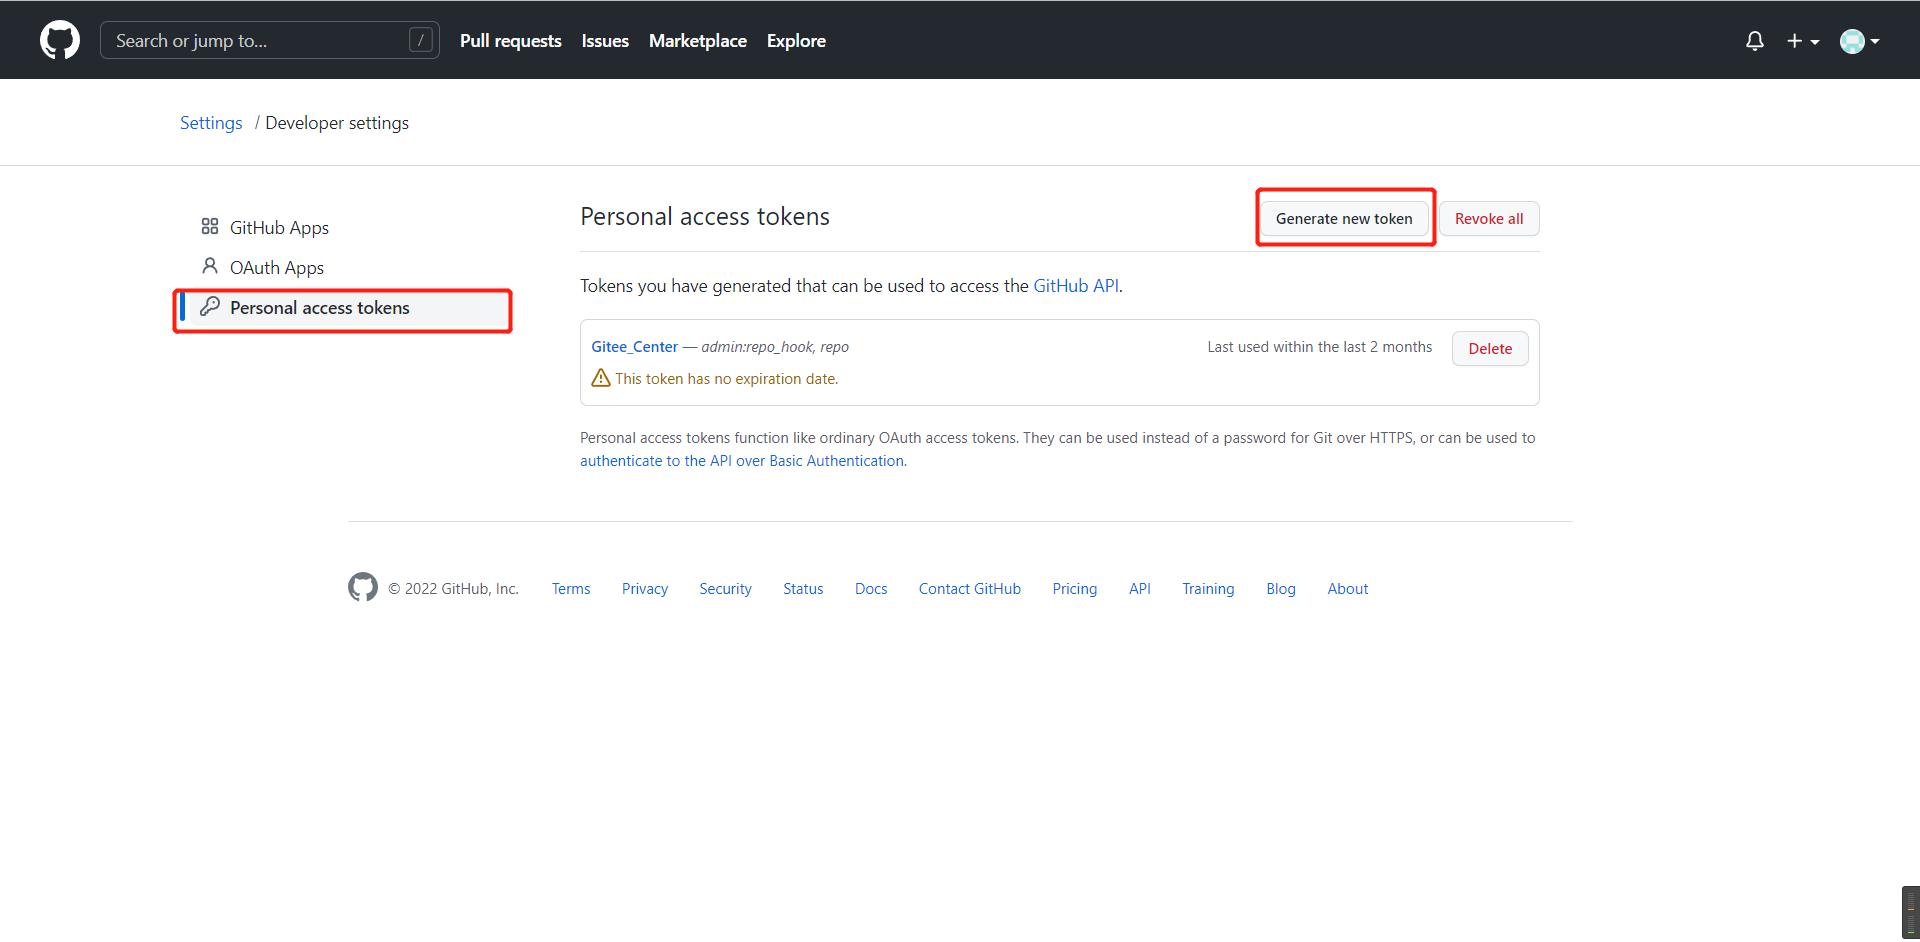 Search or jump to... /
Pull requests Issues Marketplace Explore
Settings / Developer settings
GitHub Apps
OAuth Apps
Personal access tokens
Personal access tokens
Generate new token
Revoke all
Tokens you have generated that can be used to access the GitHub API.
Gitee_Center — admin:repo_hook, repo
Last used within the last 2 months
Delete
This token has no expiration date.
Personal access tokens function like ordinary OAuth access tokens. They can be used instead of a password for Git over HTTPS, or can be used to
authenticate to the API over Basic Authentication.
© 2022 GitHub, Inc. Terms Privacy Security Status Docs Contact GitHub Pricing API Training Blog About